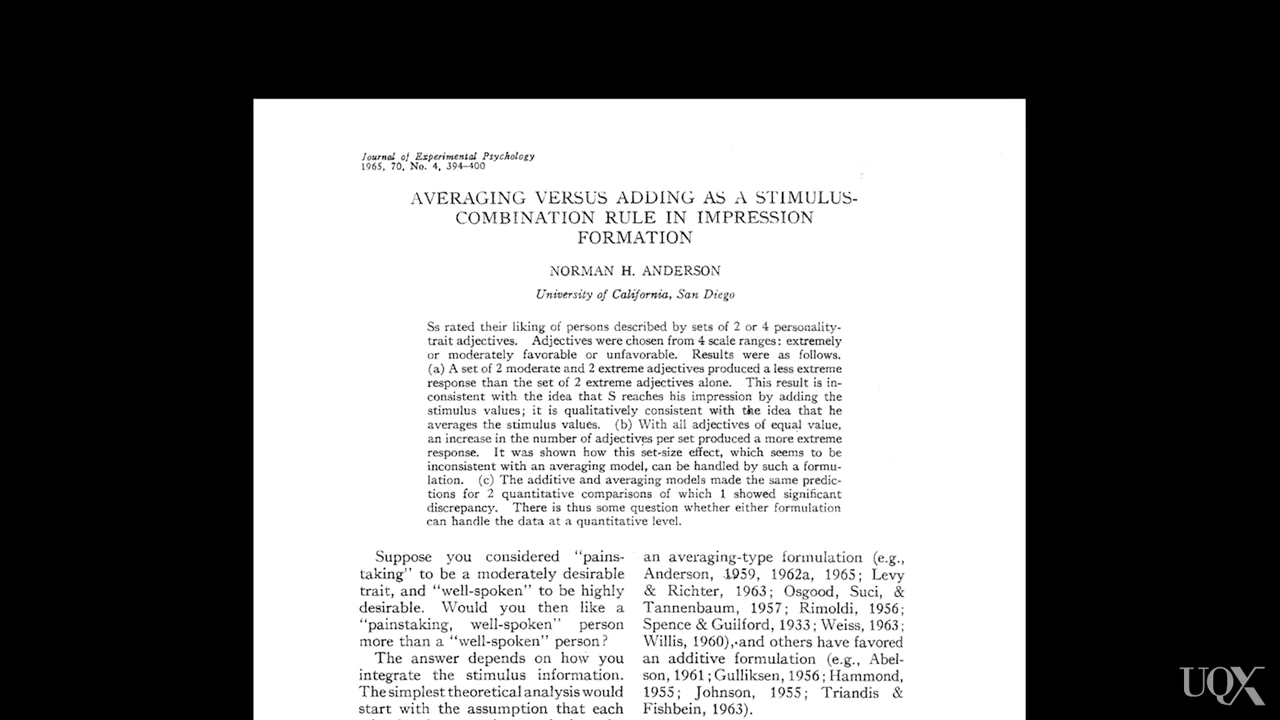 Journal of Experimental Psychology
1965, 70, No. 4, 394–400
AVERAGING VERSUS ADDING AS A STIMULUS-
COMBINATION RULE IN IMPRESSION
FORMATION
NORMAN H. ANDERSON
University of California, San Diego
Ss rated their liking of persons described by sets of 2 or 4 personality-
trait adjectives. Adjectives were chosen from 4 scale ranges: extremely
or moderately favorable or unfavorable. Results were as follows.
(a) A set of 2 moderate and 2 extreme adjectives produced a less extreme
response than the set of 2 extreme adjectives alone. This result is in-
consistent with the idea that S reaches his impression by adding the
stimulus values; it is qualitatively consistent with the idea that he
averages the stimulus values. (b) With all adjectives of equal value,
an increase in the number of adjectives per set produced a more extreme
response. It was shown how this set-size effect, which seems to be
inconsistent with an averaging model, can be handled by such a formu-
lation. (c) The additive and averaging models made the same predic-
tions for 2 quantitative comparisons of which 1 showed significant
discrepancy. There is thus some question whether either formulation
can handle the data at a quantitative level.
Suppose you considered “pains-
taking” to be a moderately desirable
trait, and “well-spoken” to be highly
desirable. Would you then like a
“painstaking, well-spoken” person
more than a “well-spoken” person?
The answer depends on how you
integrate the stimulus information.
The simplest theoretical analysis would
start with the assumption that each
an averaging-type formulation (e.g.,
Anderson, 1959, 1962a, 1965; Levy
& Richter, 1963; Osgood, Suci, &
Tannenbaum, 1957; Rimoldi, 1956;
Spence & Guilford, 1933; Weiss, 1963;
Willis, 1960), and others have favored
an additive formulation (e.g., Abel-
son, 1961; Gulliksen, 1956; Hammond,
1955; Johnson, 1955; Triandis &
Fishbein, 1963).
UQX